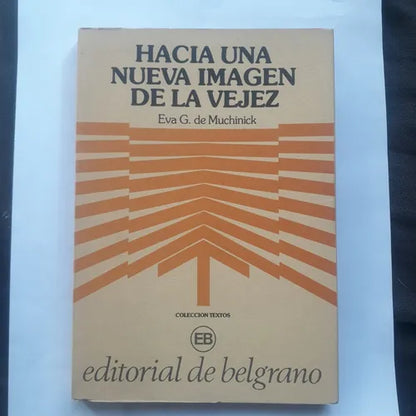 HACIA UNA
NUEVA IMAGEN
DE LA VEJEZ
Eva G. de Muchinick
COLECCION TEXTOS
EB
editorial de belgrano